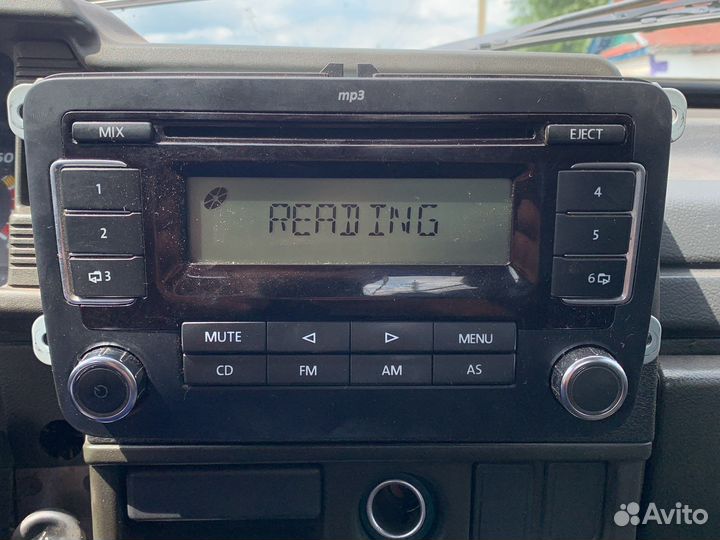 mp3
MIX
EJECT
1
READING
4
2
5
3
6
MUTE
MENU
CD
FM
AM
AS
Avito